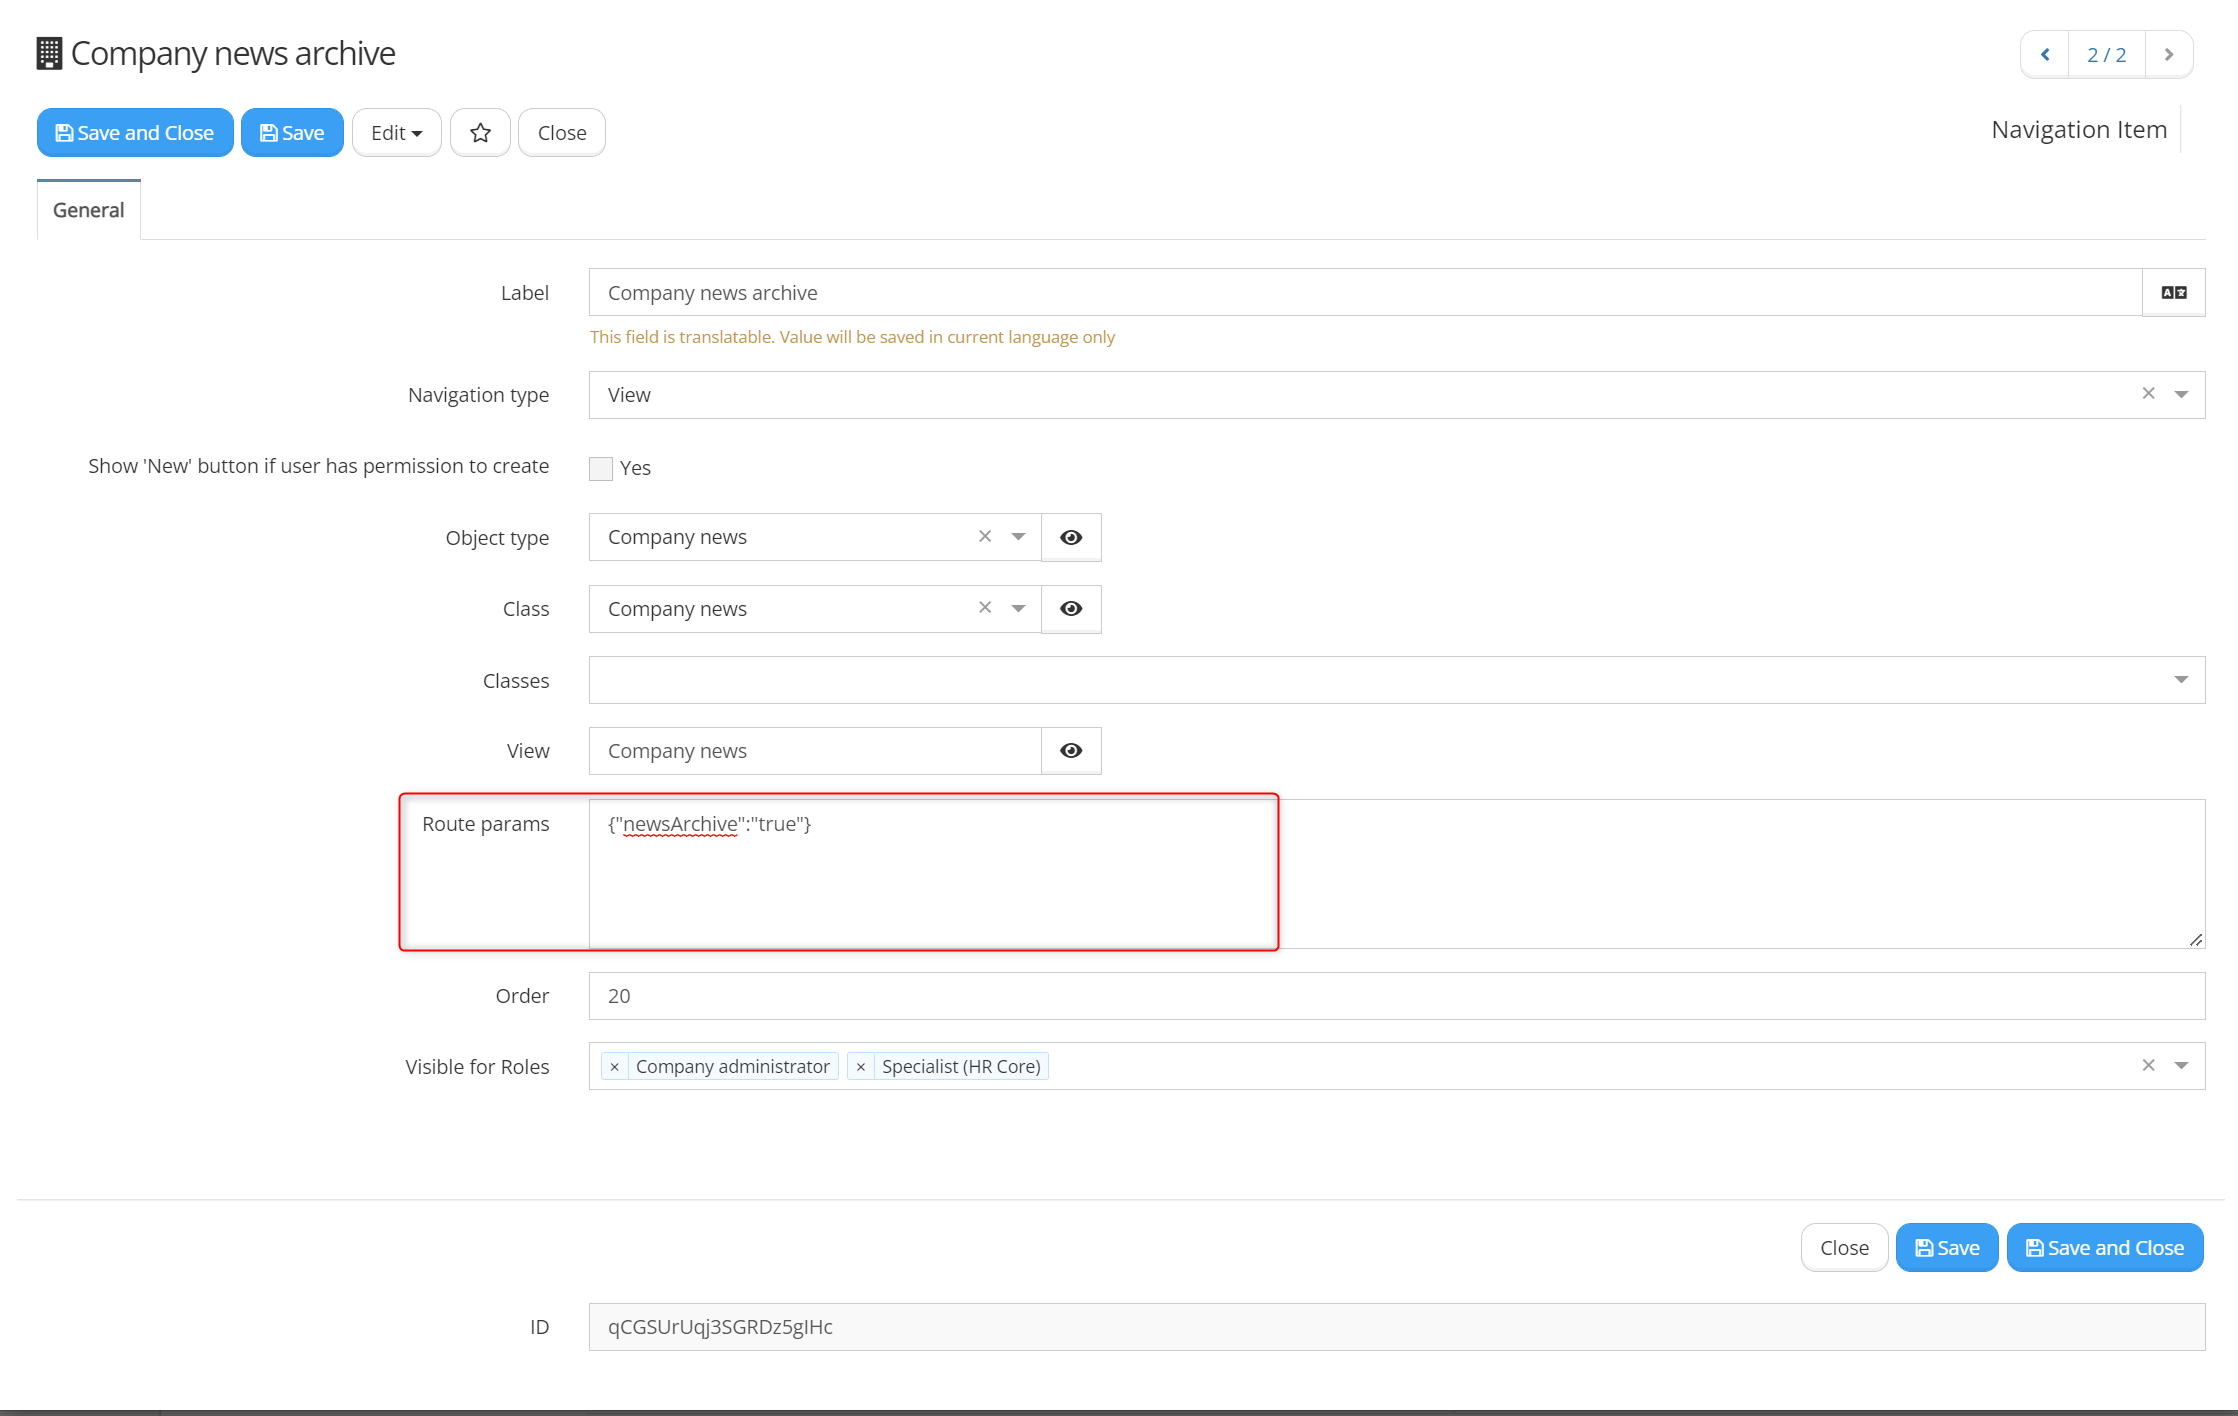 Company news archive
2 / 2
Save and Close
Save
Edit
Close
Navigation Item
General
Label
Company news archive
This field is translatable. Value will be saved in current language only
Navigation type
View
Show 'New' button if user has permission to create
Yes
Object type
Company news
Class
Company news
Classes
View
Company news
Route params
{"newsArchive":"true"}
Order
20
Visible for Roles
× Company administrator
× Specialist (HR Core)
Close
Save
Save and Close
ID
qCGSUrUqj3SGRDz5gIHc